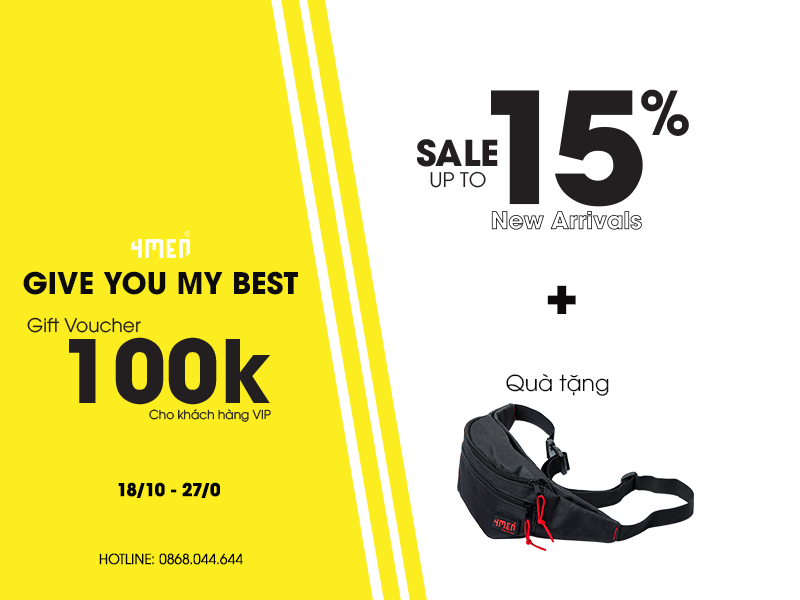 4MEN®
GIVE YOU MY BEST
Gift Voucher
100k
Cho khách hàng VIP
18/10 - 27/0
HOTLINE: 0868.044.644
SALE
UP TO
15%
New Arrivals
+
Quà tặng
4MEN